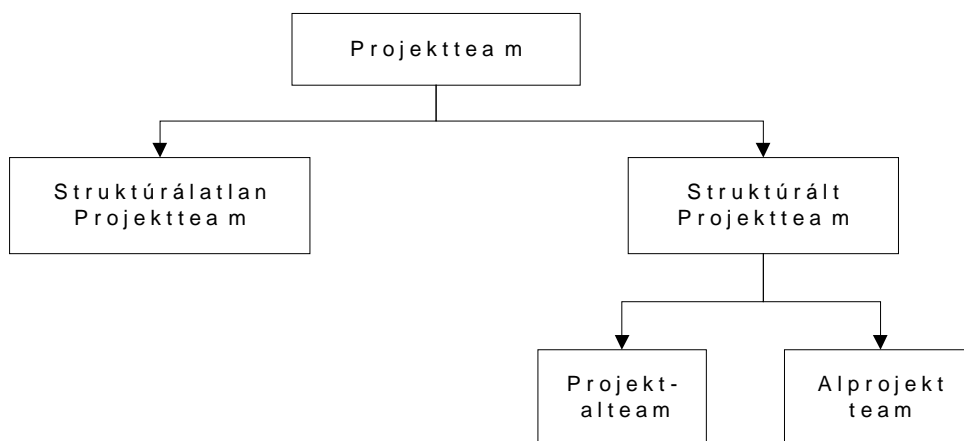 Projektteam
Struktúrálatlan
Projektteam
Struktúrált
Projektteam
Projekt-
alteam
Alprojekt
team